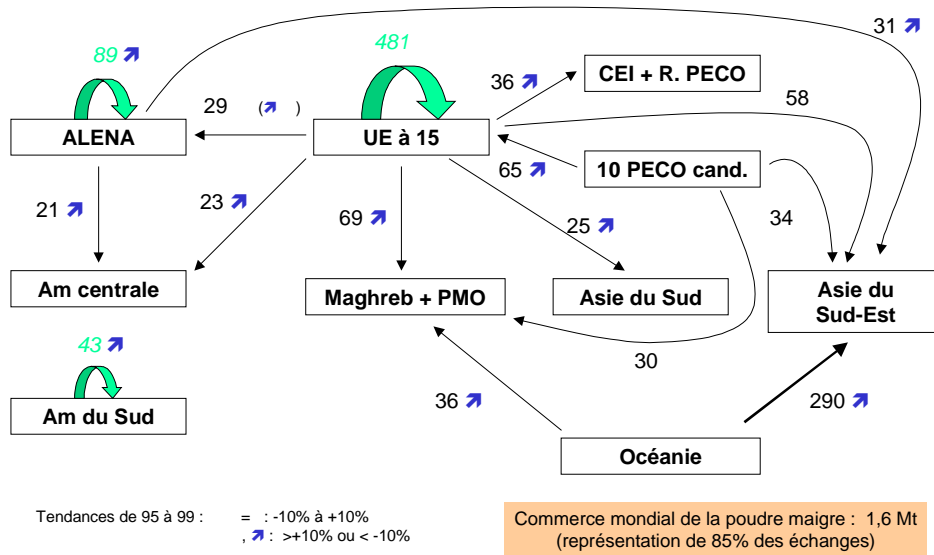 31
89
481
36
CEI + R. PECO
58
29 ( )
ALENA
UE à 15
65
10 PECO cand.
21
23
69
25
34
Am centrale
Maghreb + PMO
Asie du Sud
Asie du
Sud-Est
43
30
Am du Sud
36
290
Océanie
Tendances de 95 à 99 : = : -10% à +10%
, : >+10% ou < -10%
Commerce mondial de la poudre maigre : 1,6 Mt
(représentation de 85% des échanges)